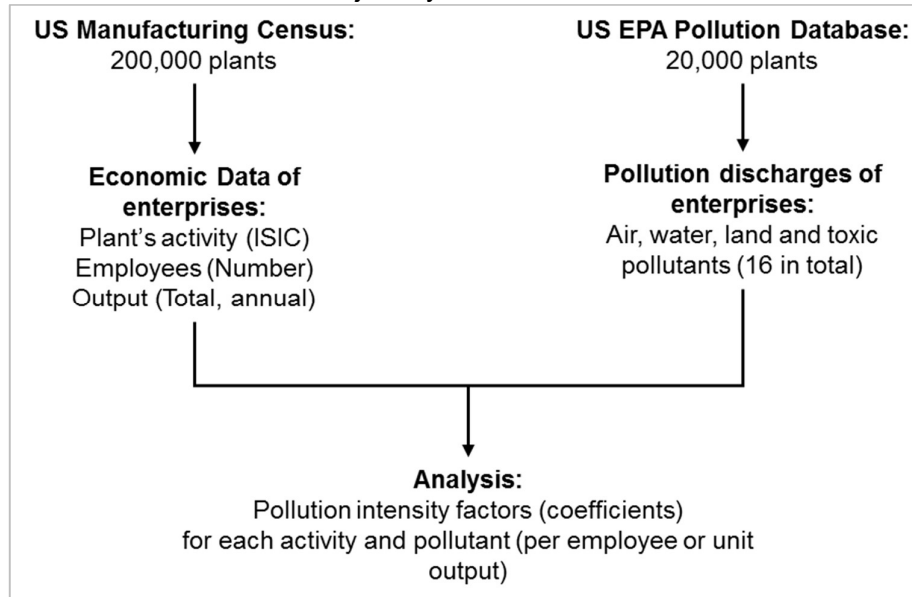 US Manufacturing Census:
200,000 plants
US EPA Pollution Database:
20,000 plants
Economic Data of
enterprises:
Plant's activity (ISIC)
Employees (Number)
Output (Total, annual)
Pollution discharges of
enterprises:
Air, water, land and toxic
pollutants (16 in total)
Analysis:
Pollution intensity factors (coefficients)
for each activity and pollutant (per employee or unit
output)